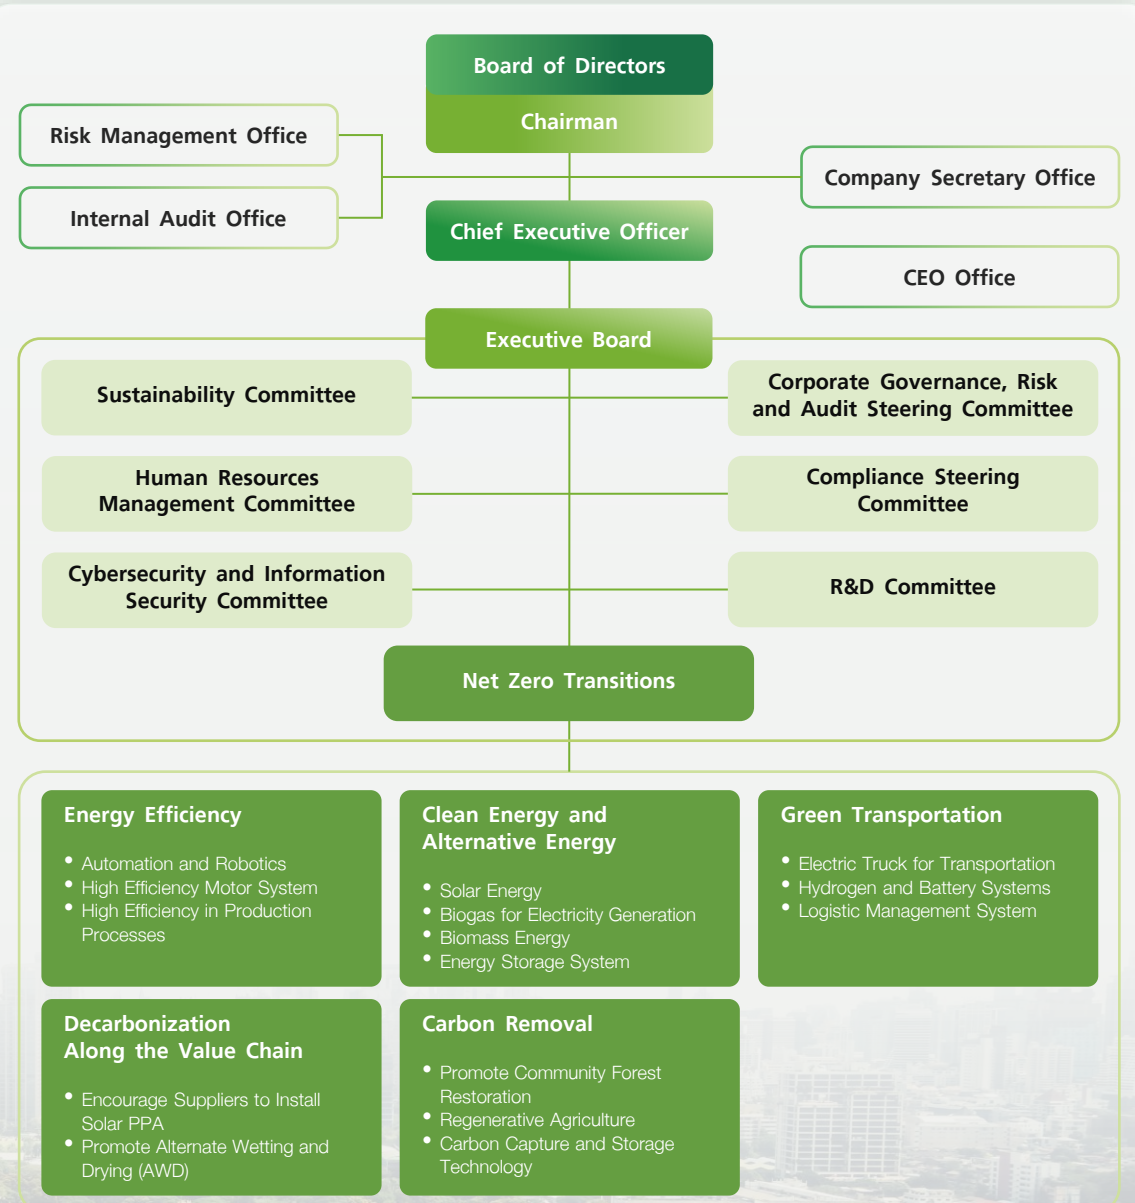 Board of Directors
Chairman
Risk Management Office
Internal Audit Office
Company Secretary Office
Chief Executive Officer
CEO Office
Executive Board
Sustainability Committee
Corporate Governance, Risk
and Audit Steering Committee
Human Resources
Management Committee
Compliance Steering
Committee
Cybersecurity and Information
Security Committee
R&D Committee
Net Zero Transitions
Energy Efficiency
• Automation and Robotics
• High Efficiency Motor System
• High Efficiency in Production
Processes
Clean Energy and
Alternative Energy
• Solar Energy
• Biogas for Electricity Generation
• Biomass Energy
• Energy Storage System
Green Transportation
• Electric Truck for Transportation
• Hydrogen and Battery Systems
• Logistic Management System
Decarbonization
Along the Value Chain
• Encourage Suppliers to Install
Solar PPA
• Promote Alternate Wetting and
Drying (AWD)
Carbon Removal
• Promote Community Forest
Restoration
• Regenerative Agriculture
• Carbon Capture and Storage
Technology